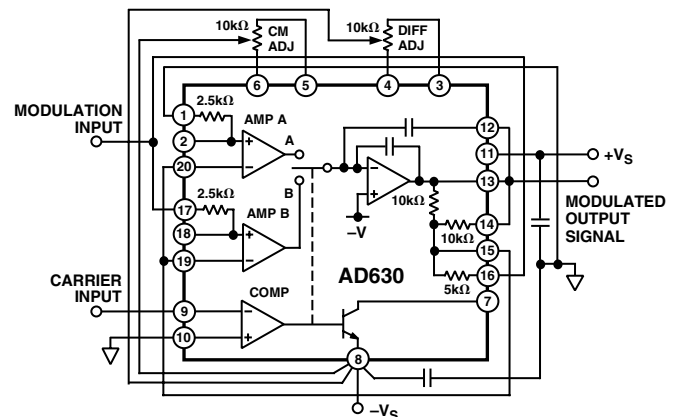 10kΩ
CM
ADJ
10kΩ
DIFF
ADJ
6
5
4
3
MODULATION
INPUT
1
2.5kΩ
AMP A
2
A
20
12
11
+VS
13
MODULATED
OUTPUT
SIGNAL
B
17
2.5kΩ
AMP B
18
19
–V
10kΩ
14
10kΩ
15
16
5kΩ
AD630
CARRIER
INPUT
9
COMP
10
7
8
–VS